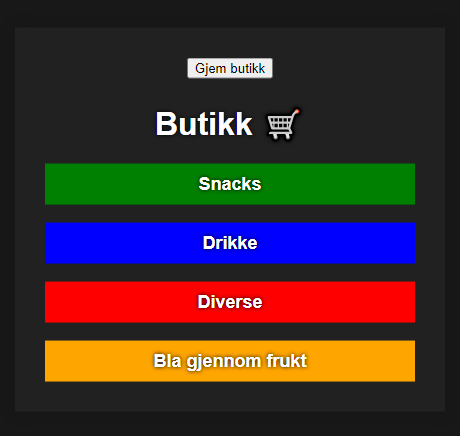 Gjem butikk
Butikk 🛒
Snacks
Drikke
Diverse
Bla gjennom frukt